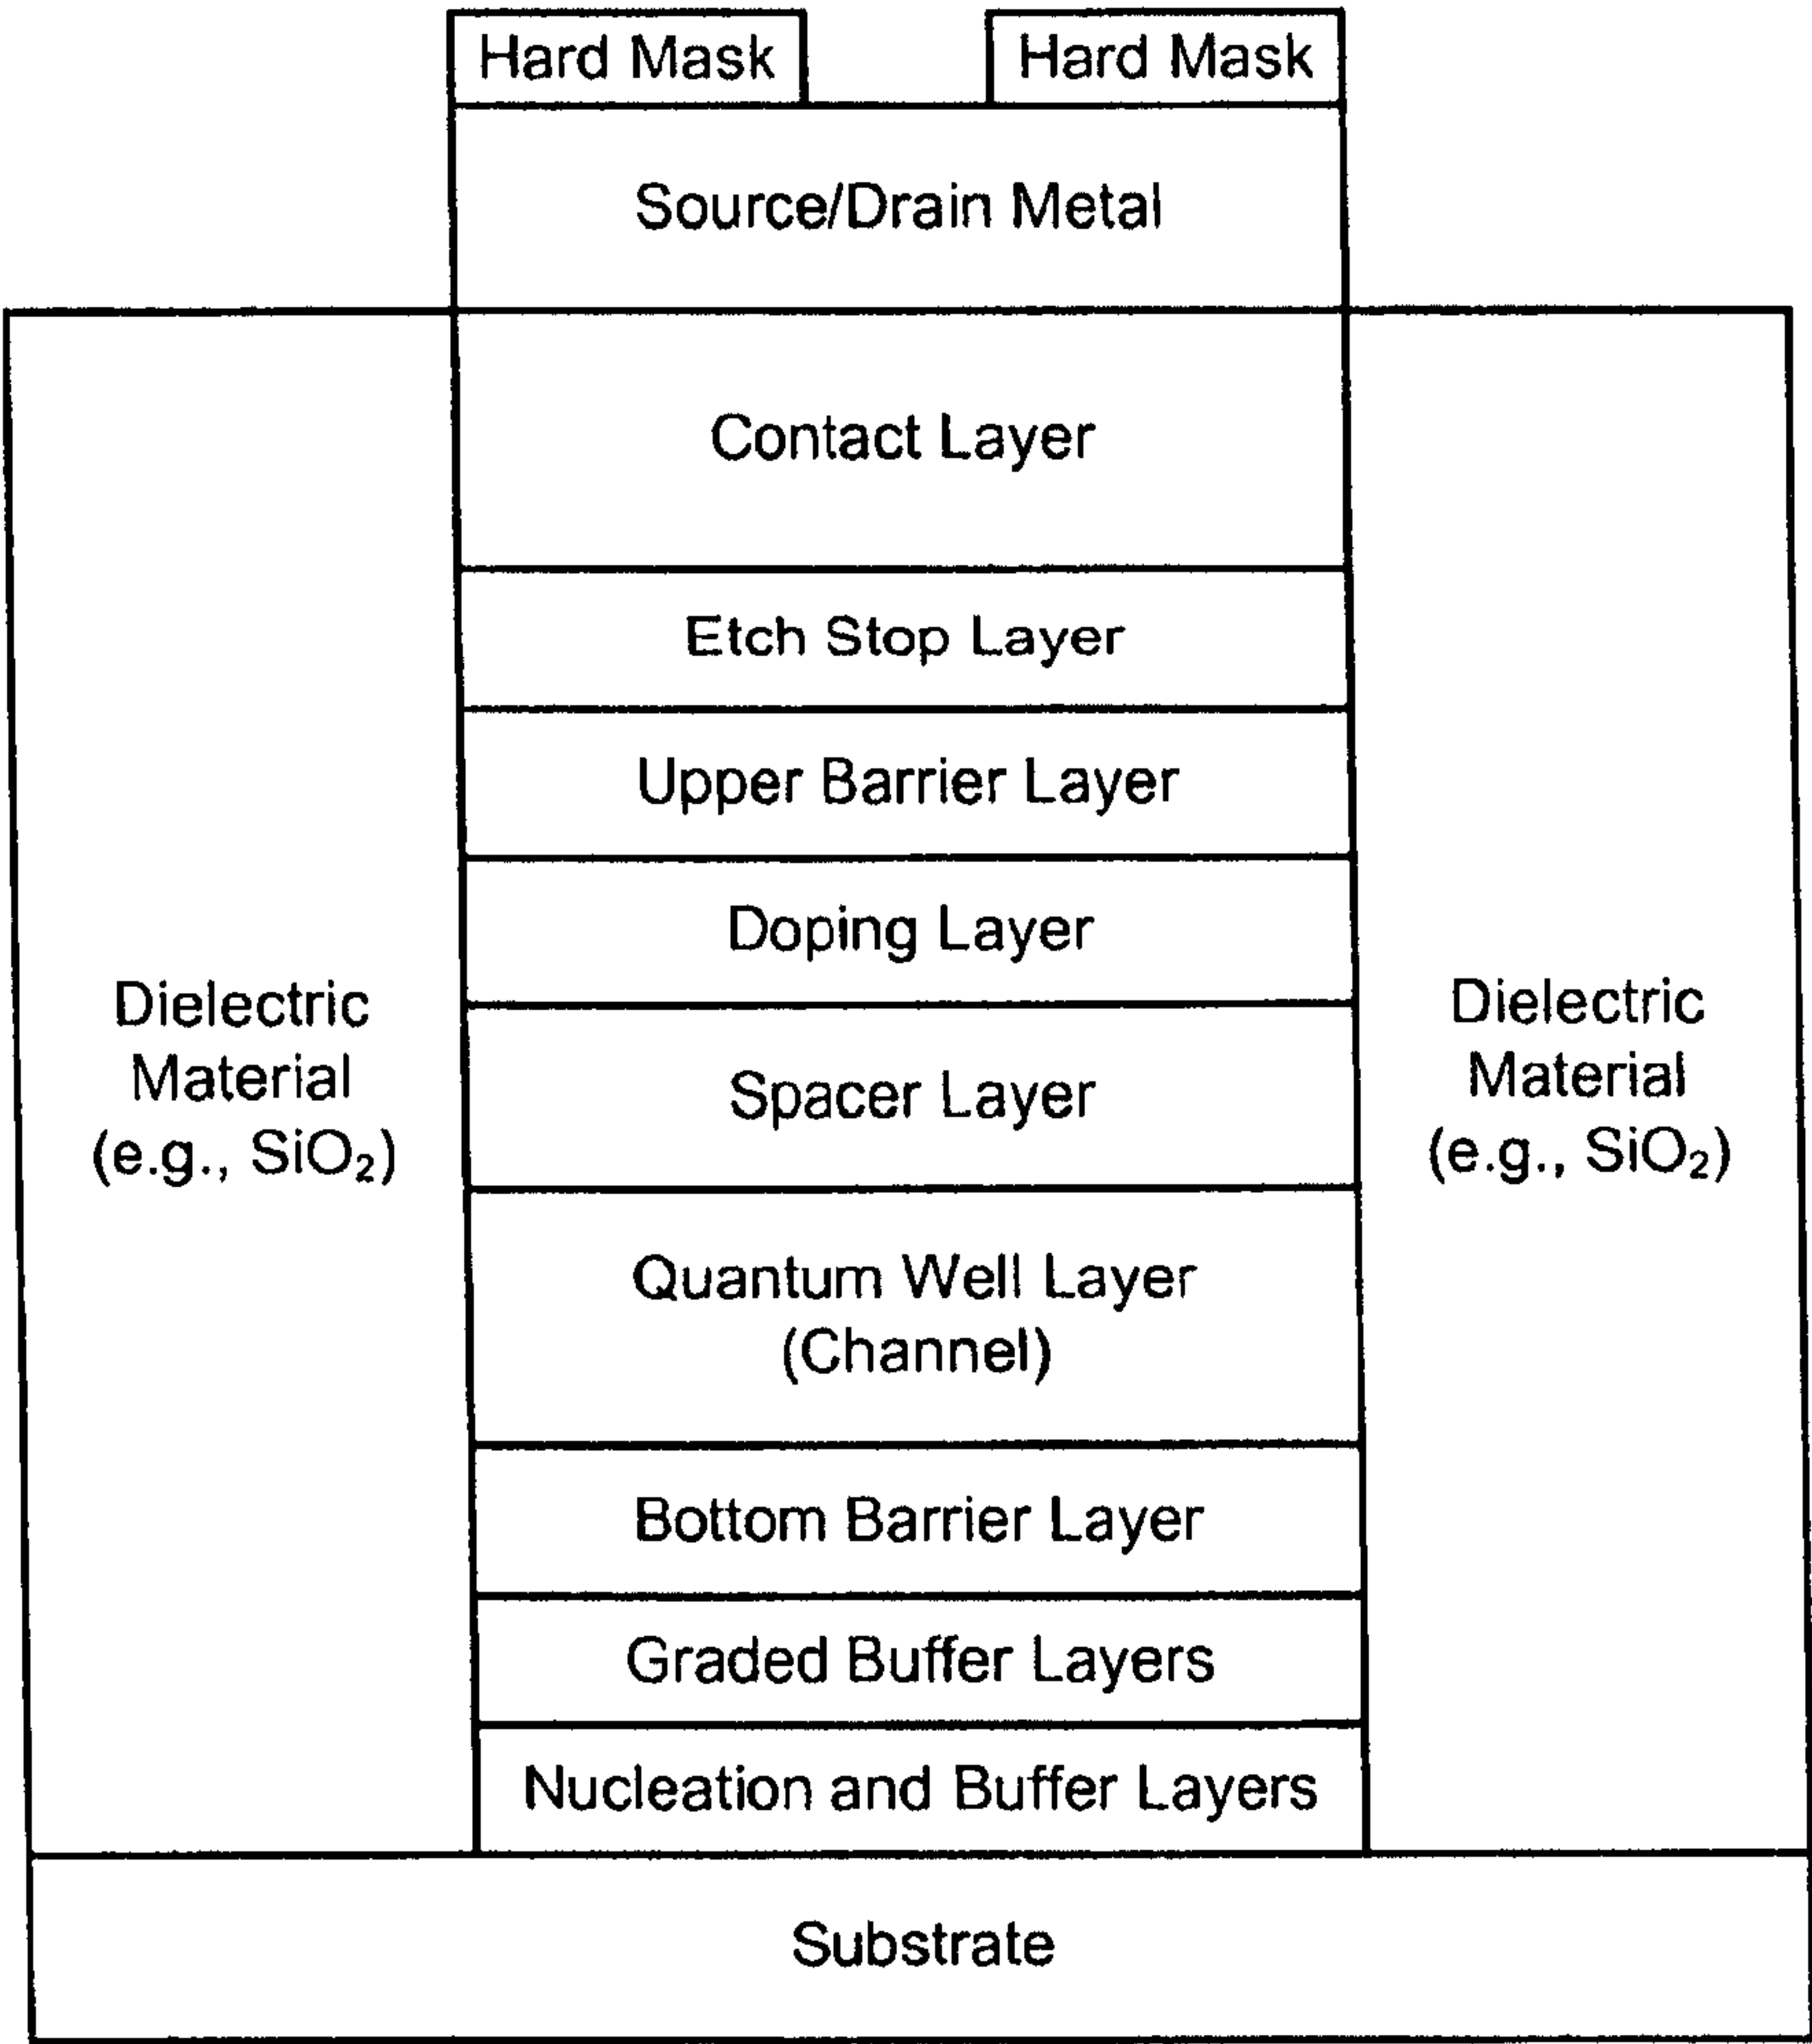 Hard Mask
Hard Mask
Source/Drain Metal
Contact Layer
Etch Stop Layer
Upper Barrier Layer
Doping Layer
Dielectric
Material
(e.g., SiO₂)
Spacer Layer
Dielectric
Material
(e.g., SiO₂)
Quantum Well Layer
(Channel)
Bottom Barrier Layer
Graded Buffer Layers
Nucleation and Buffer Layers
Substrate